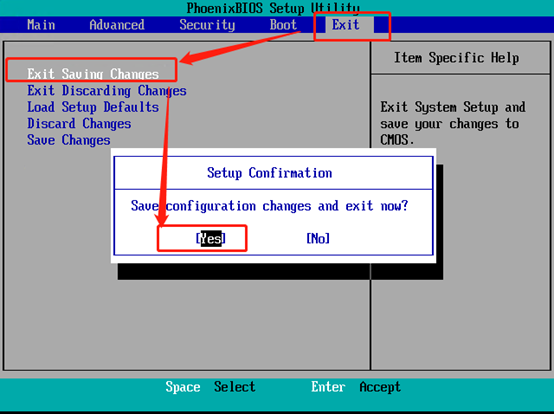 PhoenixBIOS Setup Utility
Main Advanced Security Boot Exit
Item Specific Help
Exit Saving Changes
Exit Discarding Changes
Load Setup Defaults
Discard Changes
Save Changes
Exit System Setup and
save your changes to
CMOS.
Setup Confirmation
Save configuration changes and exit now?
[Yes] [No]
Space Select Enter Accept